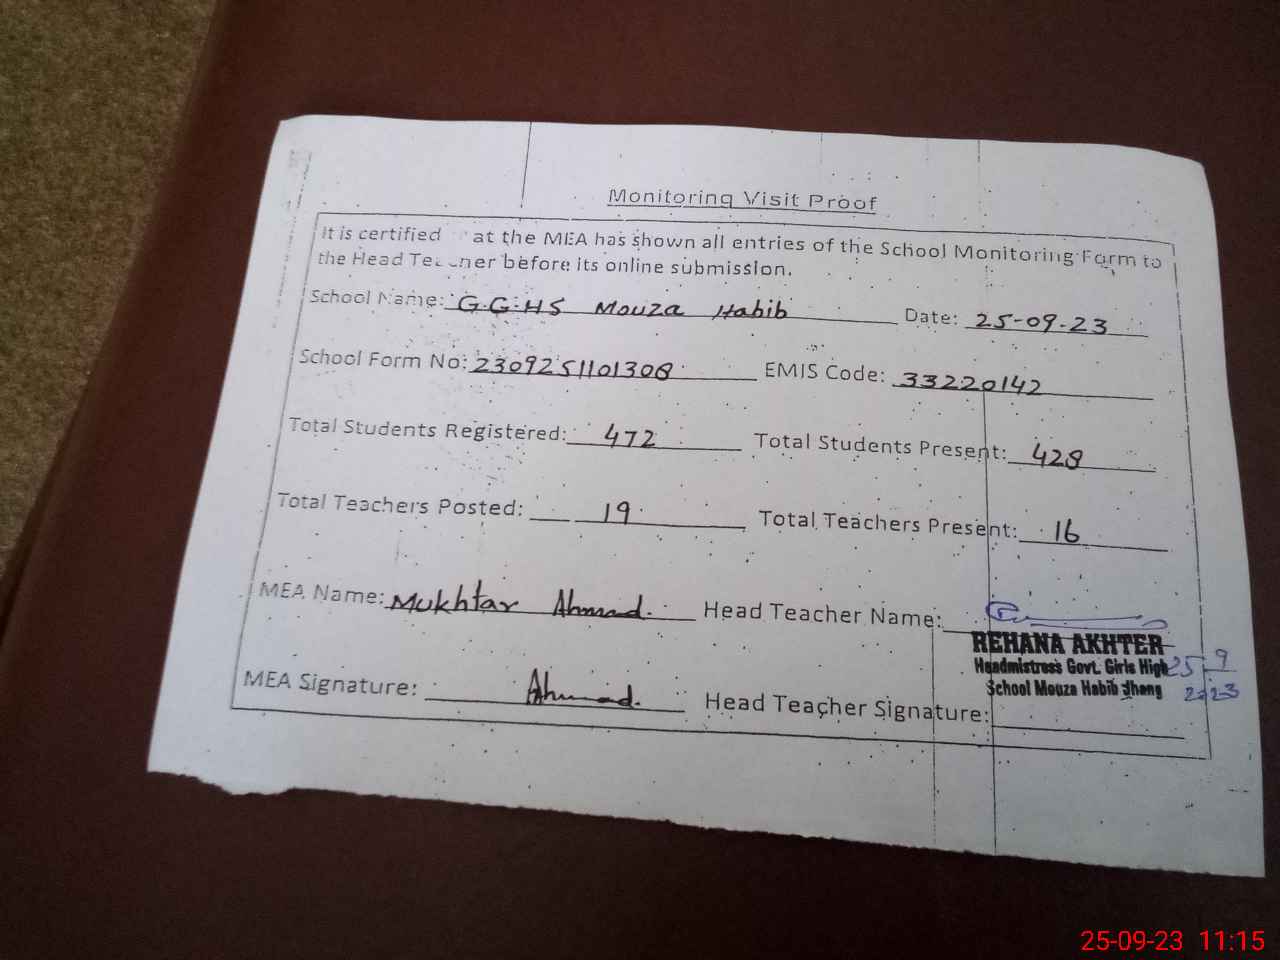 Monitoring Visit Proof
It is certified at the MEA has shown all entries of the School Monitoring Form to
the Head Teacher before its online submission.
School Name: G.G.HS Mouza Habib Date: 25-09-23
School Form No: 2309251101308 EMIS Code: 33220142
Total Students Registered: 472 Total Students Present: 428
Total Teachers Posted: 19 Total Teachers Present: 16
MEA Name: Mukhtar Ahmad. Head Teacher Name:
REHANA AKHTER
Headmistress Govt. Girls High
School Mouza Habib Jhang
25-9
2023
MEA Signature: Ahmad. Head Teacher Signature:
25-09-23 11:15